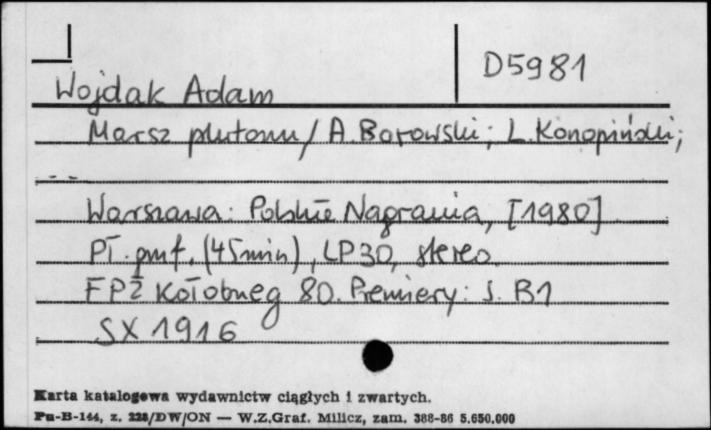 D5981
Wojdak Adam
Marsz plutonu / A. Borowski; L. Konopiński;
- -
Warszawa: Polskie Nagrania, [1980]
Pł. gmf. (45min), LP30, stereo.
FPŻ Kołobrzeg 80. Premiery: s. B1
SX 1916
Karta katalogowa wydawnictw ciągłych i zwartych.
Pu-B-144, z. 228/DW/ON — W.Z.Graf. Milicz, zam. 388-86 5.650.000